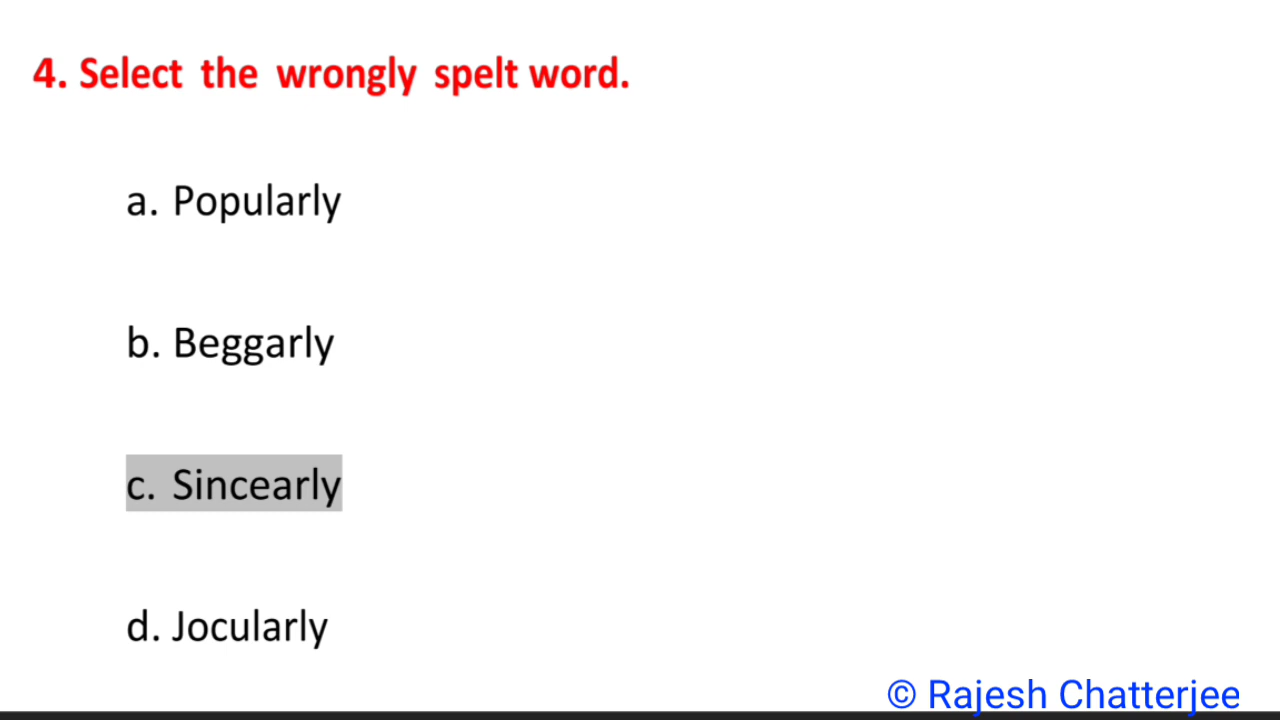 4. Select the wrongly spelt word.
a. Popularly
b. Beggarly
c. Sincearly
d. Jocularly
© Rajesh Chatterjee